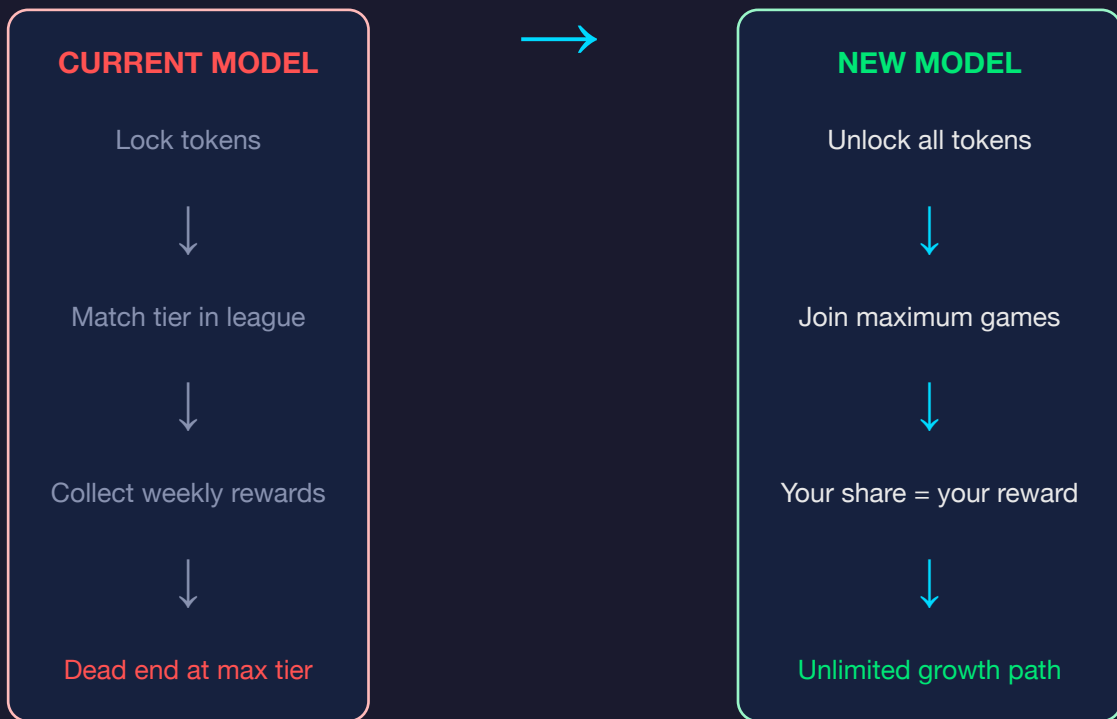 CURRENT MODEL
Lock tokens
Match tier in league
Collect weekly rewards
Dead end at max tier
NEW MODEL
Unlock all tokens
Join maximum games
Your share = your reward
Unlimited growth path